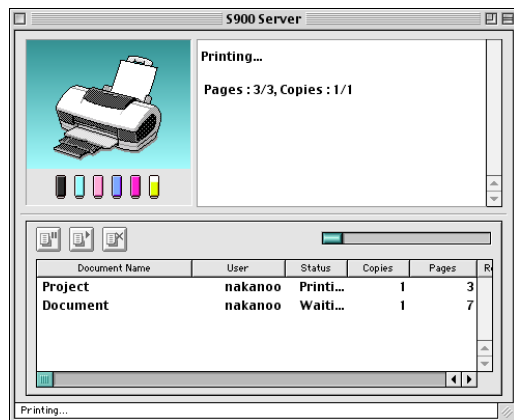 S900 Server
Printing...
Pages : 3/3, Copies : 1/1
Document Name User Status Copies Pages R
Project nakanoo Printi... 1 3
Document nakanoo Waiti... 1 7
Printing...